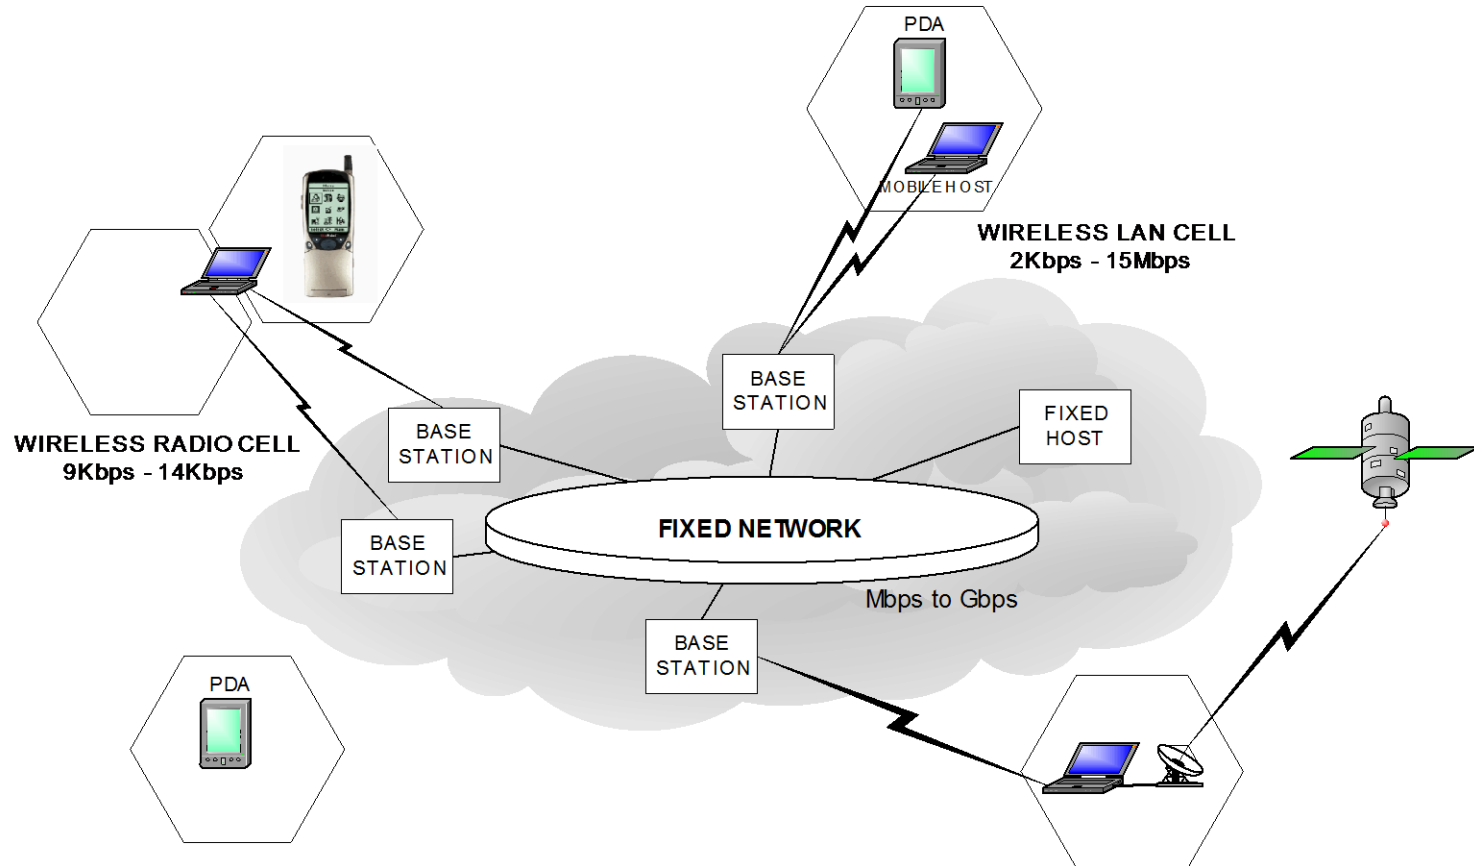 PDA
MOBILE HOST
WIRELESS LAN CELL
2Kbps - 15Mbps
BASE
STATION
FIXED
HOST
BASE
STATION
WIRELESS RADIO CELL
9Kbps - 14Kbps
BASE
STATION
FIXED NETWORK
Mbps to Gbps
BASE
STATION
PDA